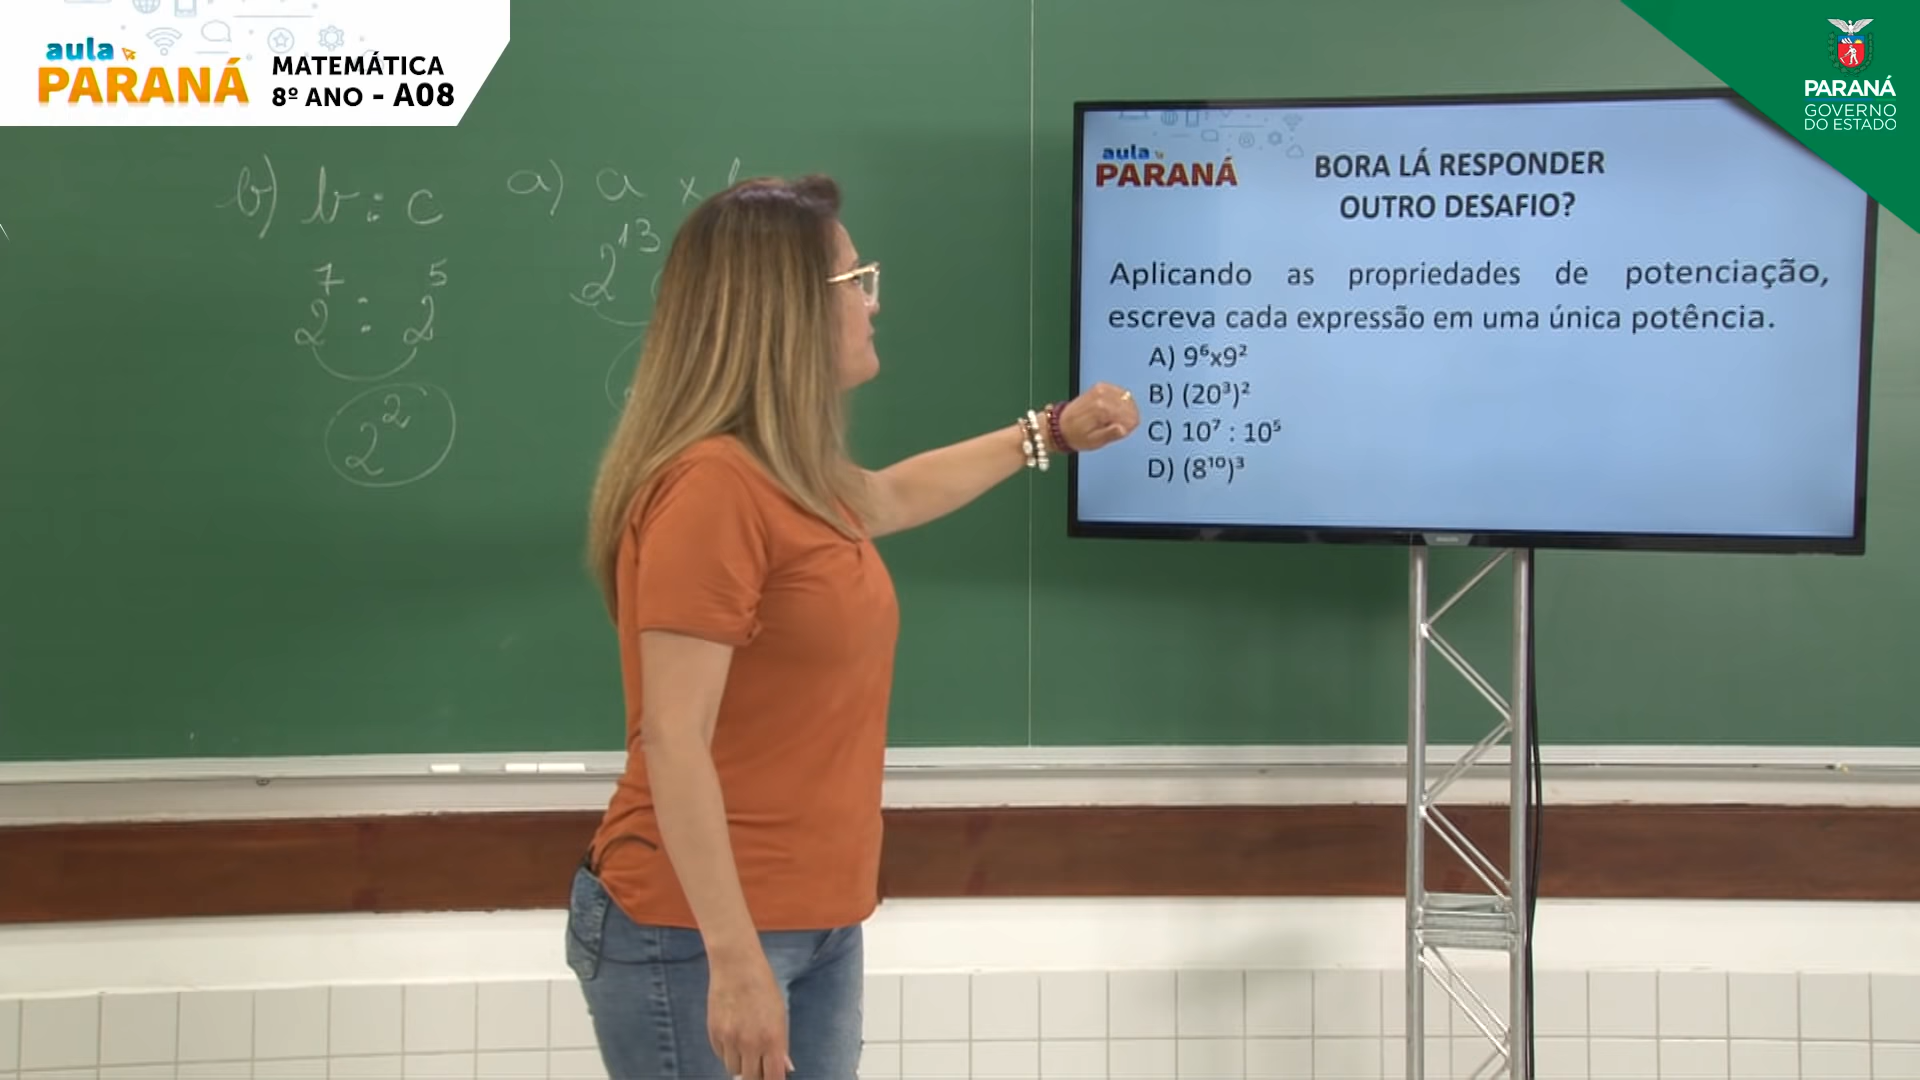 aula
PARANÁ
MATEMÁTICA
8º ANO - A08
PARANÁ
GOVERNO
DO ESTADO
b) b : c
2⁷ : 2⁵
2²
a) a x
2¹³
aula
PARANÁ
BORA LÁ RESPONDER
OUTRO DESAFIO?
Aplicando as propriedades de potenciação,
escreva cada expressão em uma única potência.
A) 9⁶x9²
B) (20³)²
C) 10⁷ : 10⁵
D) (8¹⁰)³